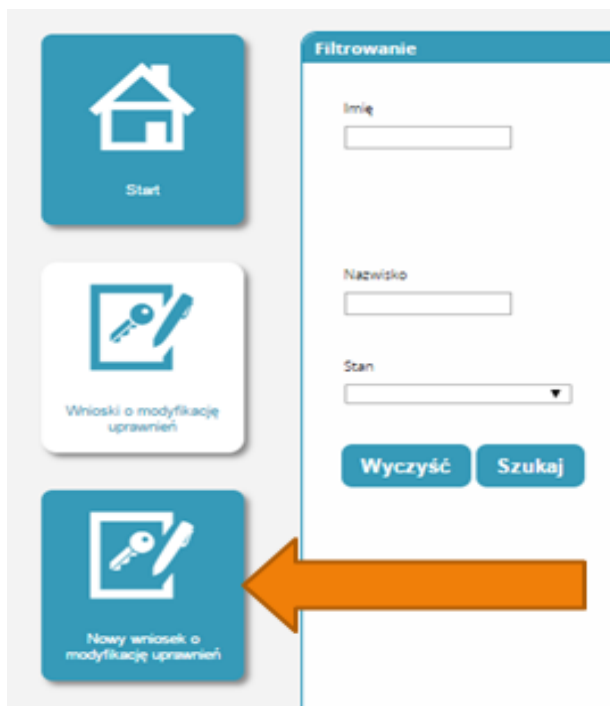 Start
Wnioski o modyfikację
uprawnień
Nowy wniosek o
modyfikację uprawnień
Filtrowanie
Imię
Nazwisko
Stan
Wyczyść
Szukaj